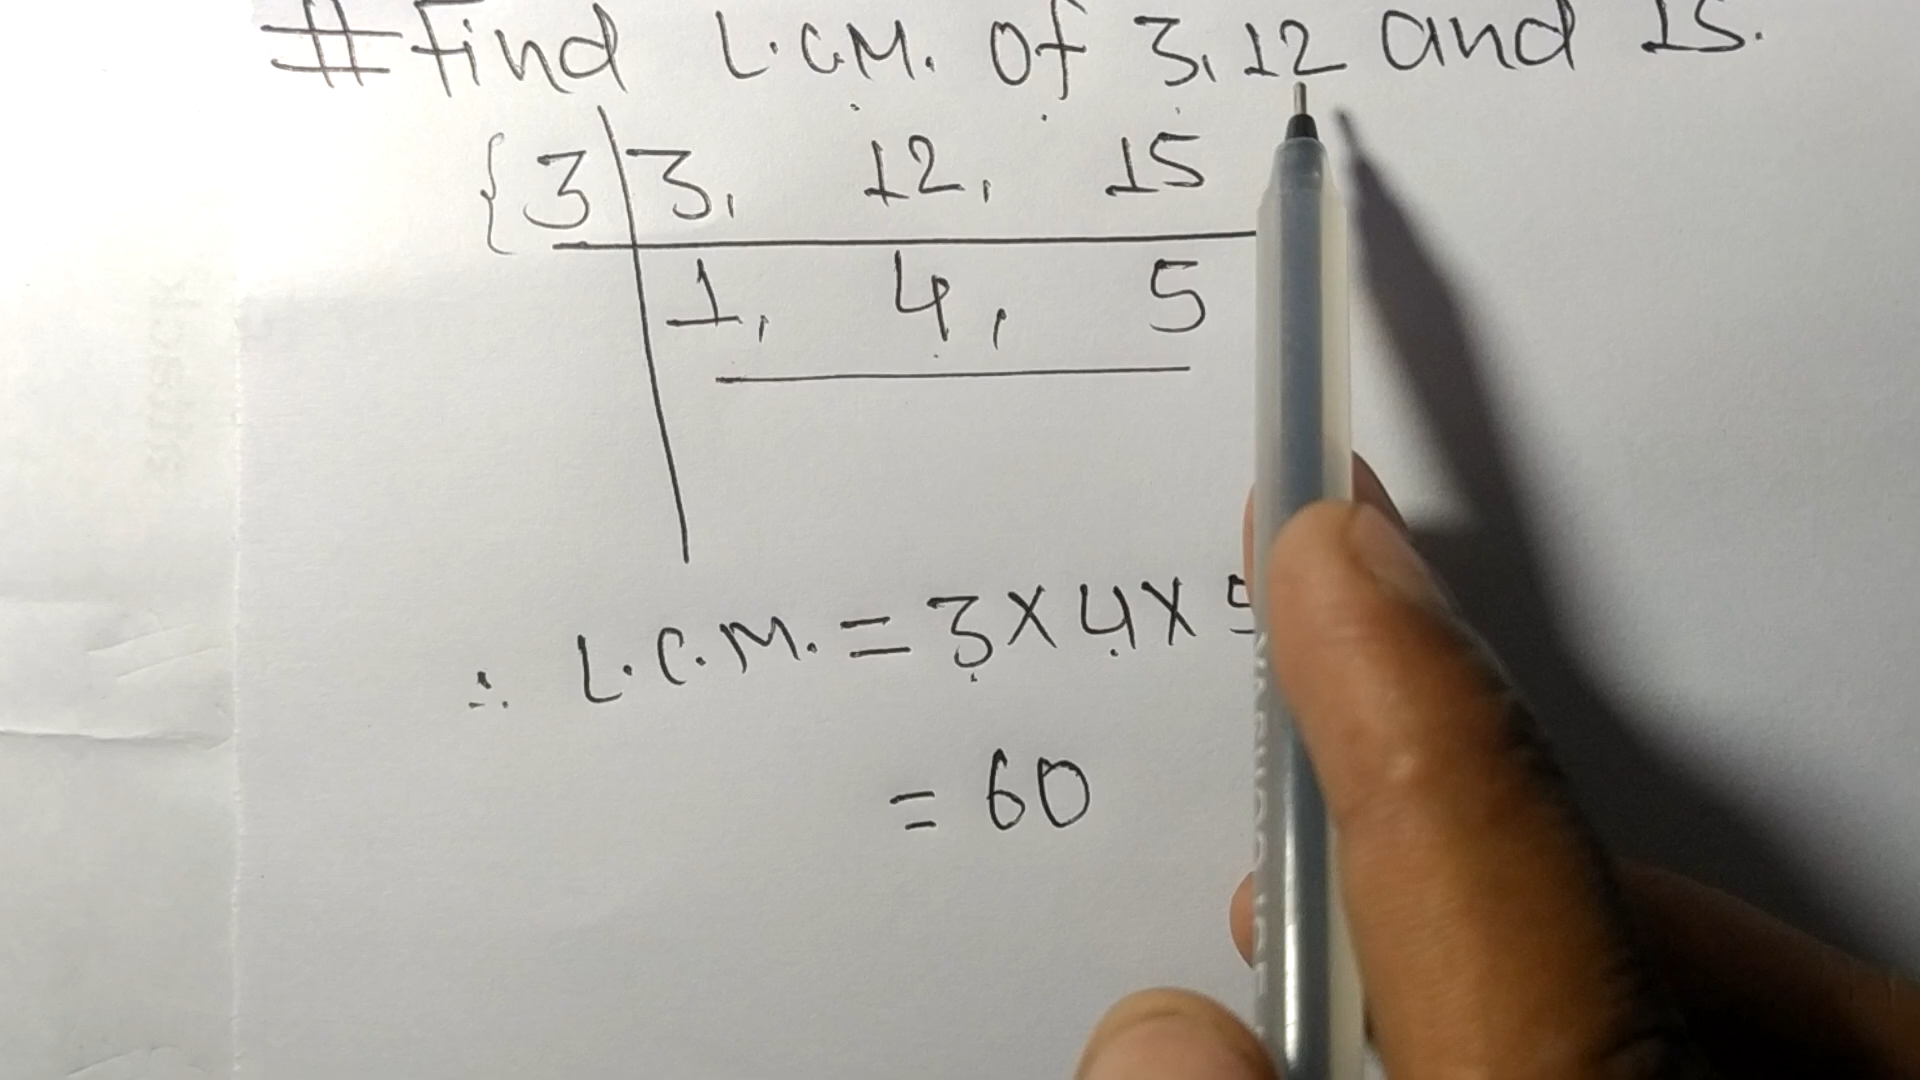 # Find L.C.M. of 3, 12 and 15.
{3 | 3, 12, 15
1, 4, 5
∴ L.C.M. = 3 X 4 X 5
= 60